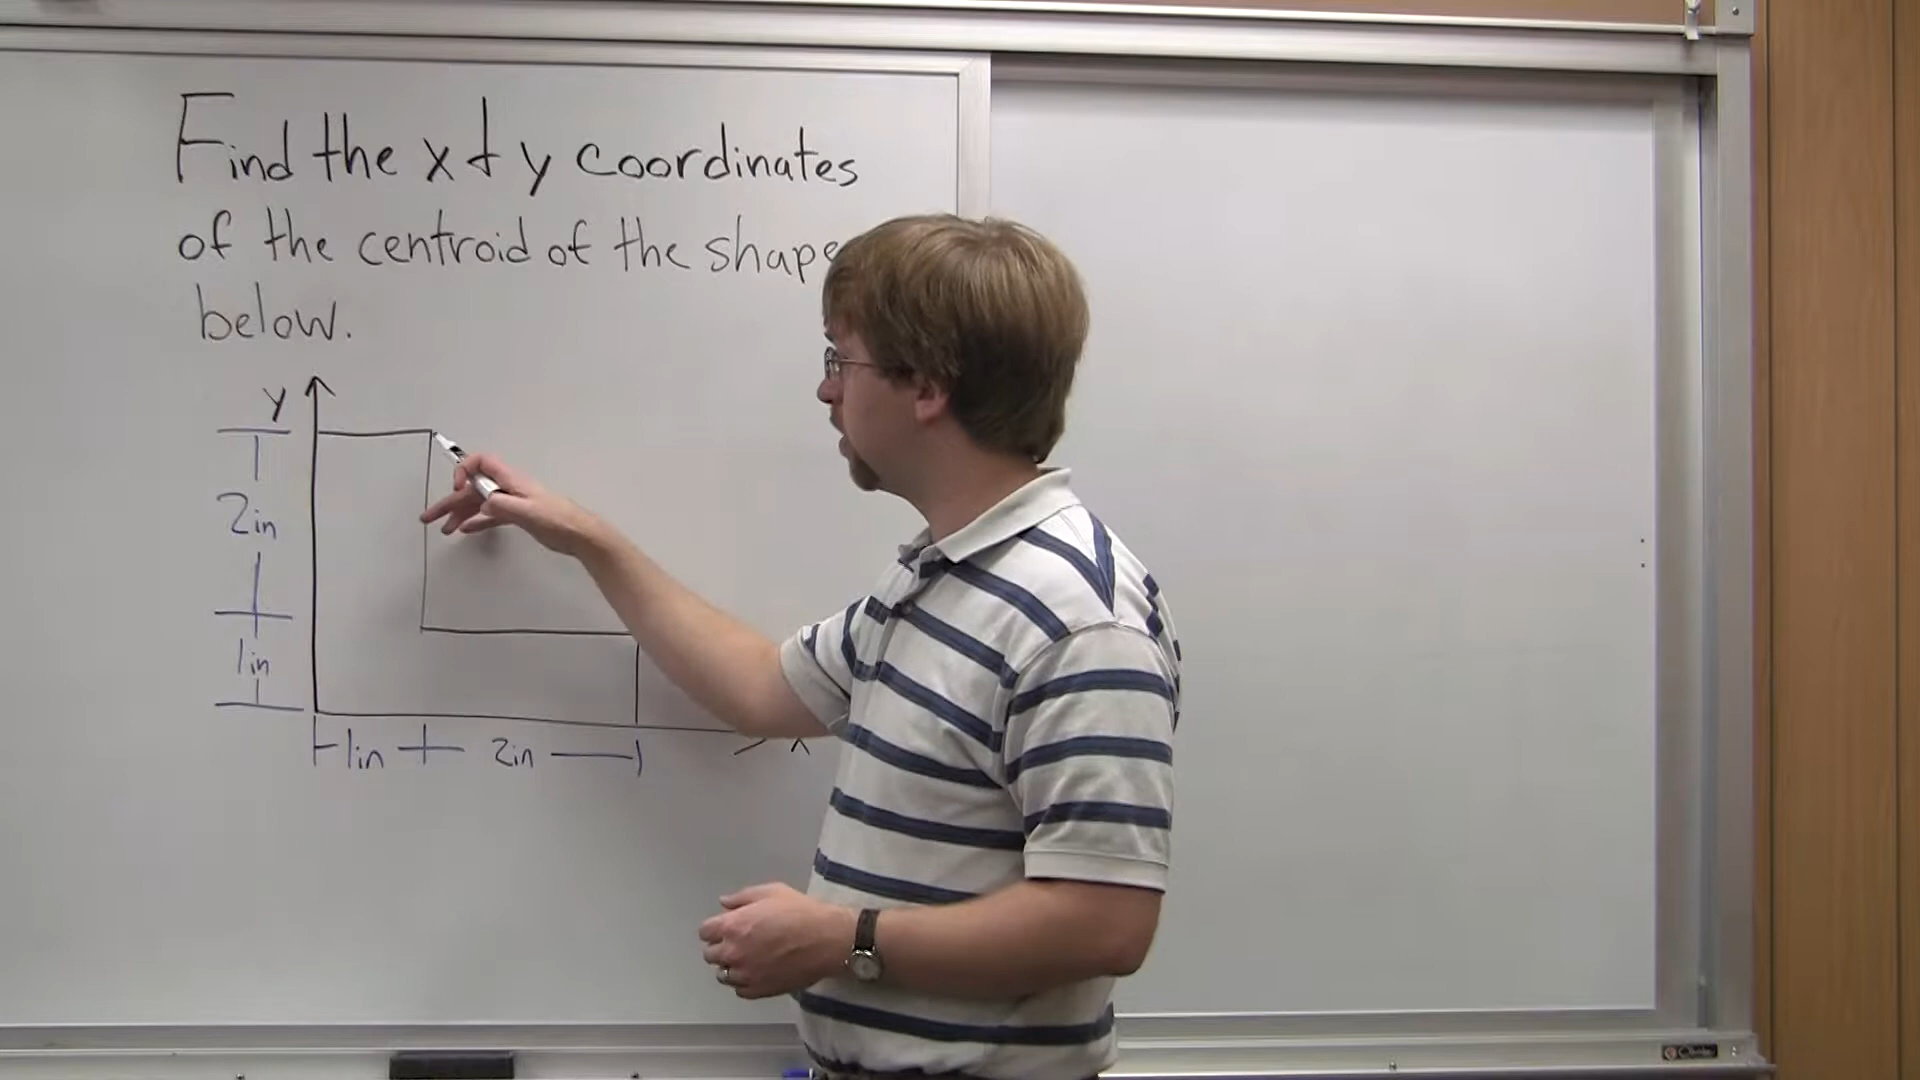 Find the x & y coordinates
of the centroid of the shape
below.
y
2in
1in
1in 2in
x